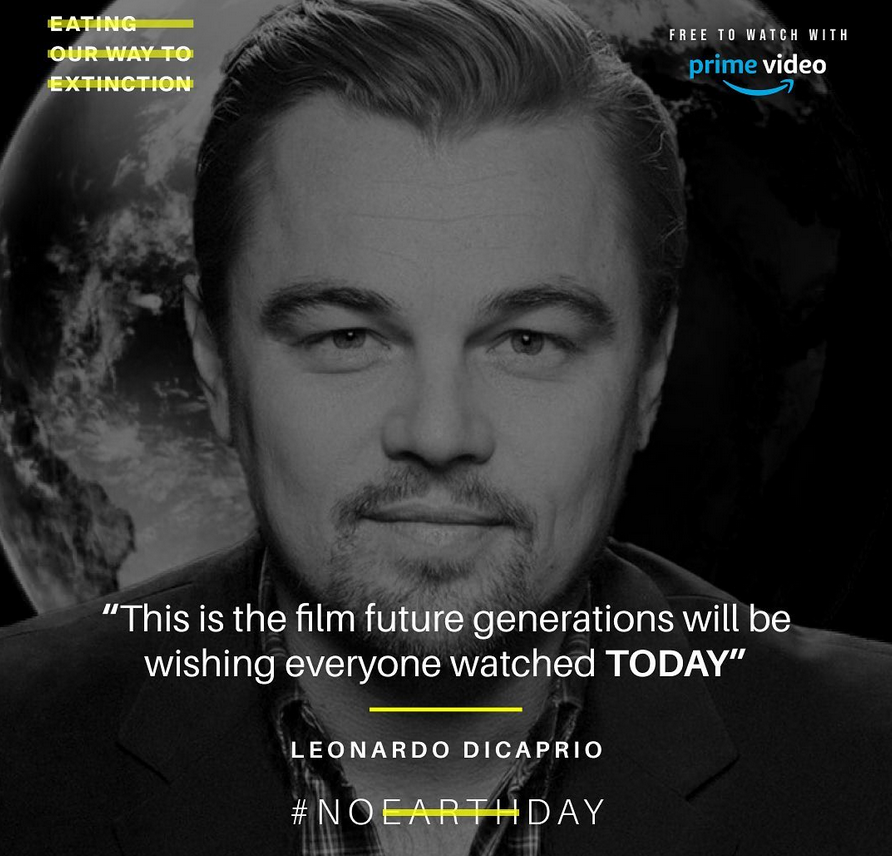 EATING
OUR WAY TO
EXTINCTION
FREE TO WATCH WITH
prime video
“This is the film future generations will be
wishing everyone watched TODAY”
LEONARDO DICAPRIO
#NOEARTHDAY